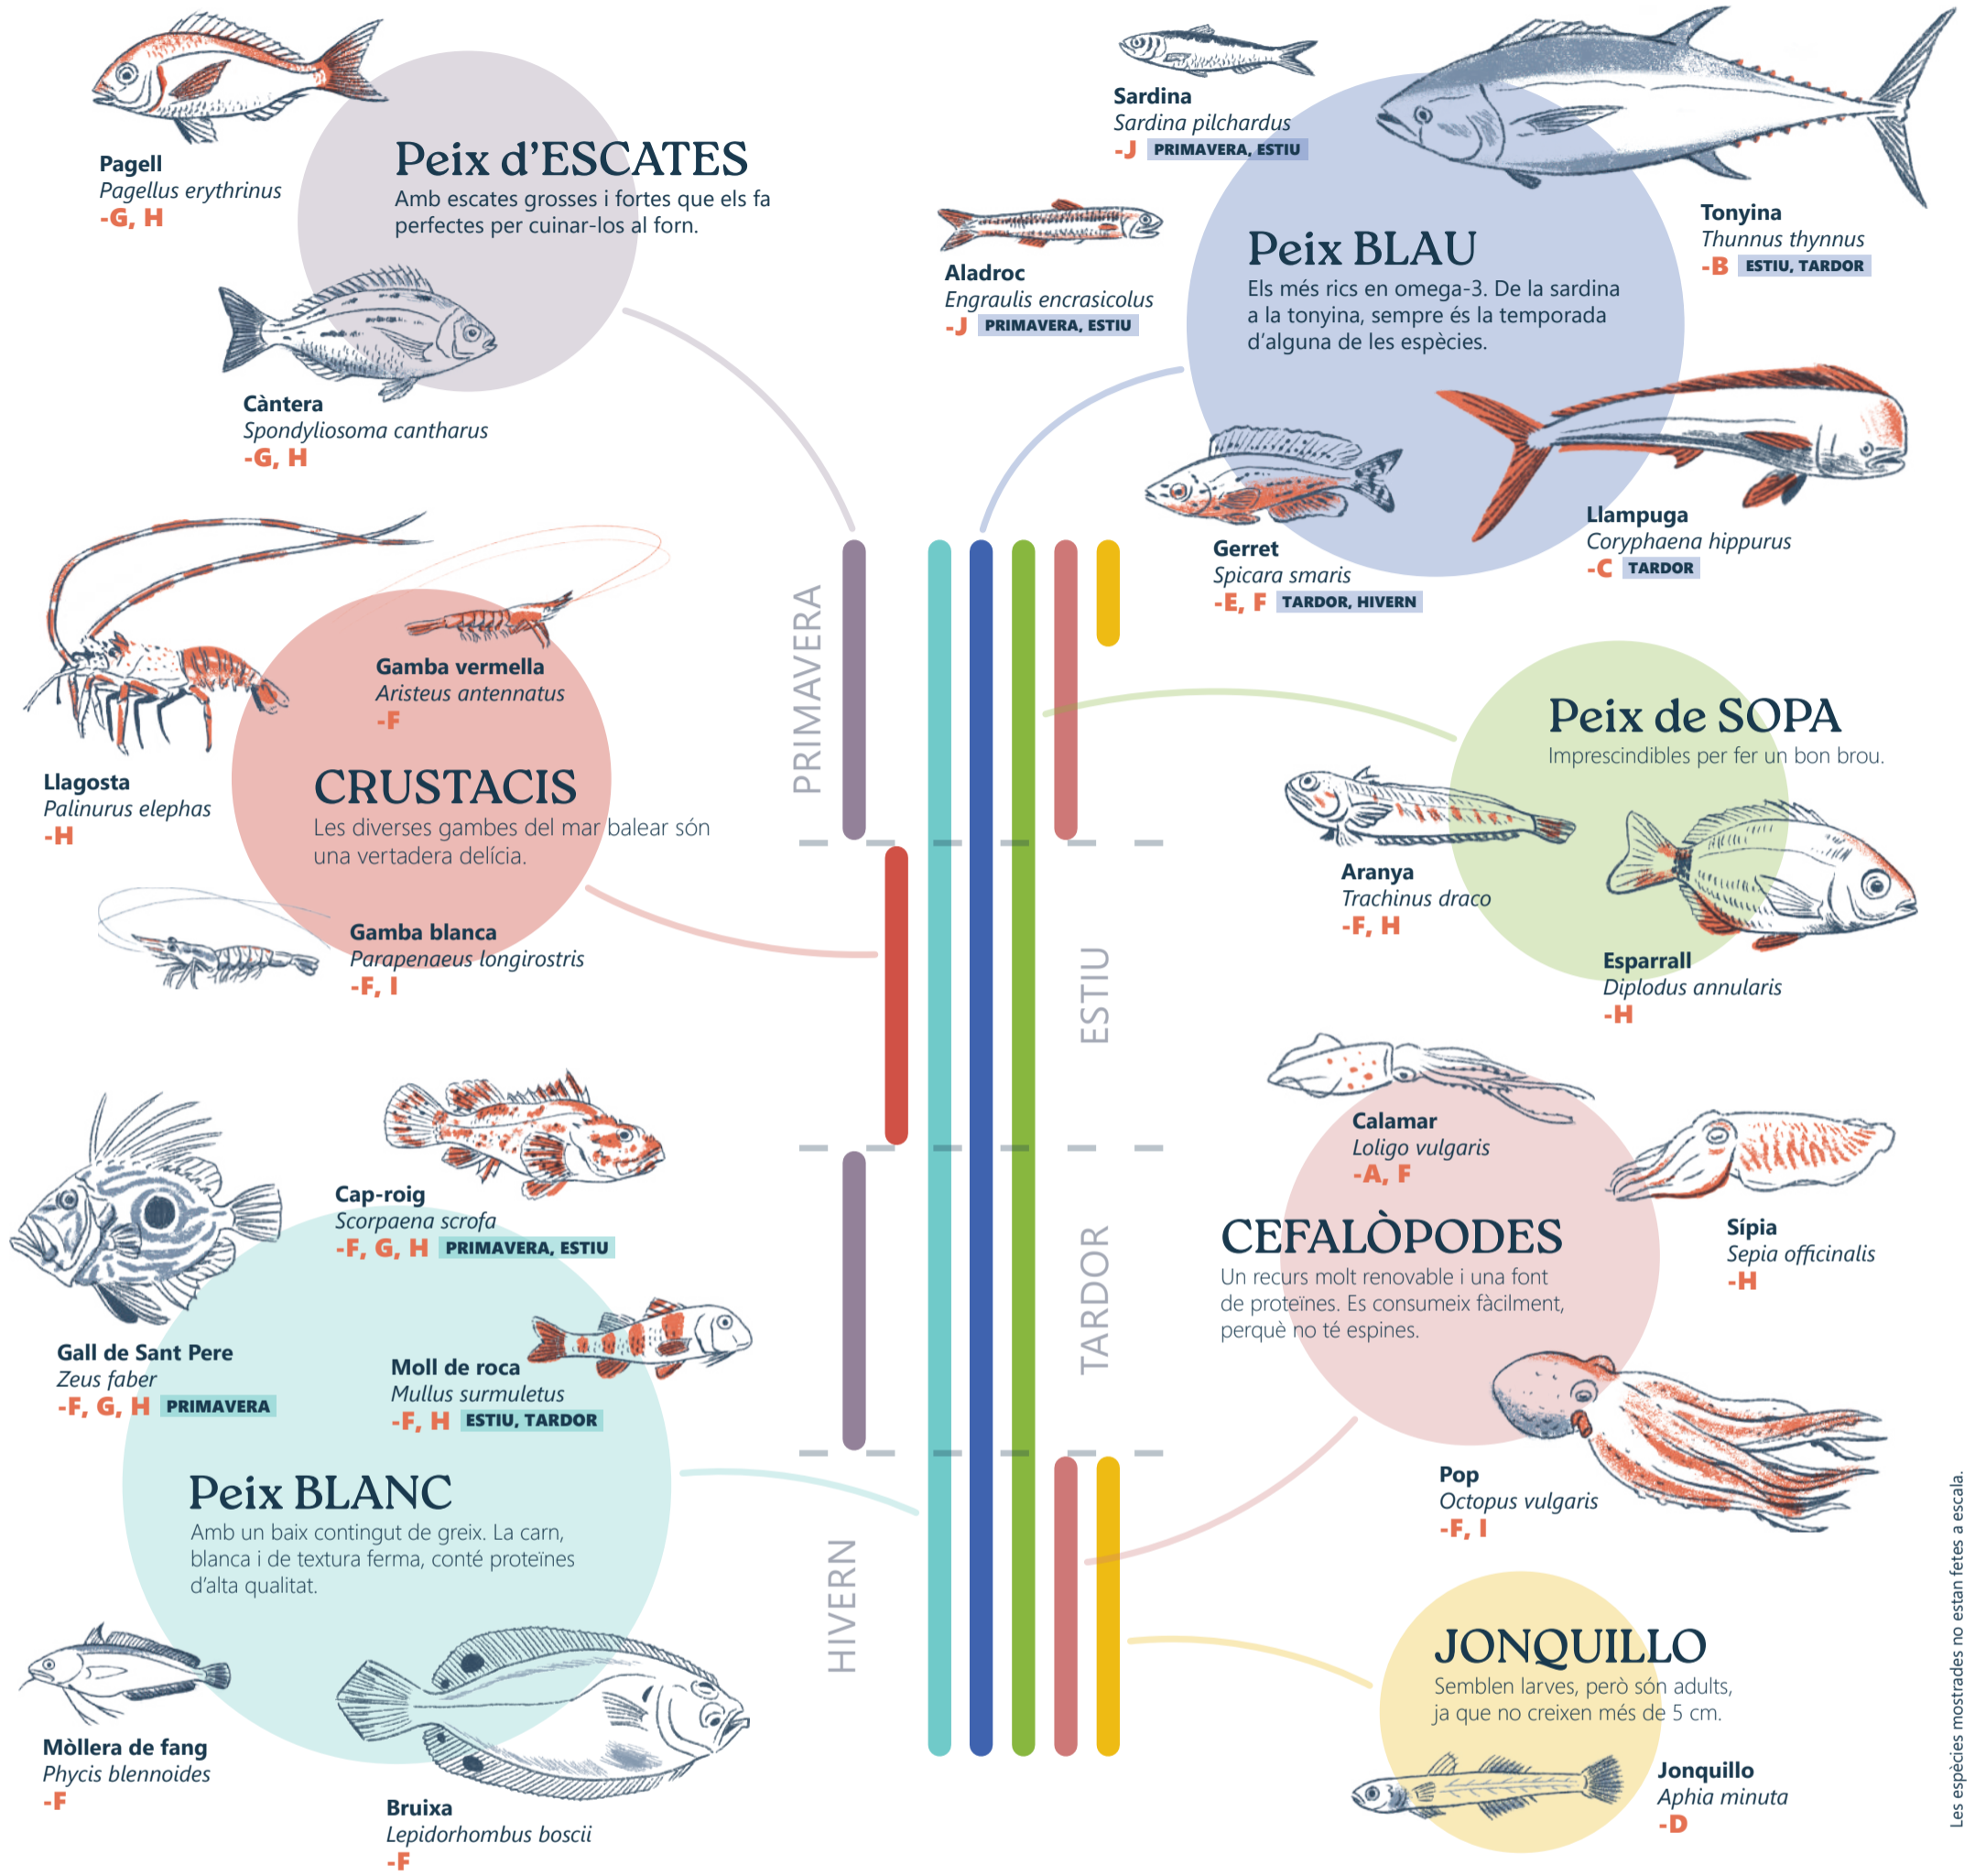 Pagell
Pagellus erythrinus
-G, H
Peix d'ESCATES
Amb escates grosses i fortes que els fa
perfectes per cuinar-los al forn.
Càntera
Spondyliosoma cantharus
-G, H
Sardina
Sardina pilchardus
-J PRIMAVERA, ESTIU
Tonyina
Thunnus thynnus
-B ESTIU, TARDOR
Aladroc
Engraulis encrasicolus
-J PRIMAVERA, ESTIU
Peix BLAU
Els més rics en omega-3. De la sardina
a la tonyina, sempre és la temporada
d'alguna de les espècies.
Gerret
Spicara smaris
-E, F TARDOR, HIVERN
Llampuga
Coryphaena hippurus
-C TARDOR
Gamba vermella
Aristeus antennatus
-F
Llagosta
Palinurus elephas
-H
CRUSTACIS
Les diverses gambes del mar balear són
una vertadera delícia.
Gamba blanca
Parapenaeus longirostris
-F, I
PRIMAVERA
ESTIU
TARDOR
HIVERN
Peix de SOPA
Imprescindibles per fer un bon brou.
Aranya
Trachinus draco
-F, H
Esparrall
Diplodus annularis
-H
Cap-roig
Scorpaena scrofa
-F, G, H PRIMAVERA, ESTIU
Gall de Sant Pere
Zeus faber
-F, G, H PRIMAVERA
Moll de roca
Mullus surmuletus
-F, H ESTIU, TARDOR
Peix BLANC
Amb un baix contingut de greix. La carn,
blanca i de textura ferma, conté proteïnes
d'alta qualitat.
Mòllera de fang
Phycis blennoides
-F
Bruixa
Lepidorhombus boscii
-F
Calamar
Loligo vulgaris
-A, F
Sípia
Sepia officinalis
-H
CEFALÒPODES
Un recurs molt renovable i una font
de proteïnes. Es consumeix fàcilment,
perquè no té espines.
Pop
Octopus vulgaris
-F, I
JONQUILLO
Semblen larves, però són adults,
ja que no creixen més de 5 cm.
Jonquillo
Aphia minuta
-D
Les espècies mostrades no estan fetes a escala.